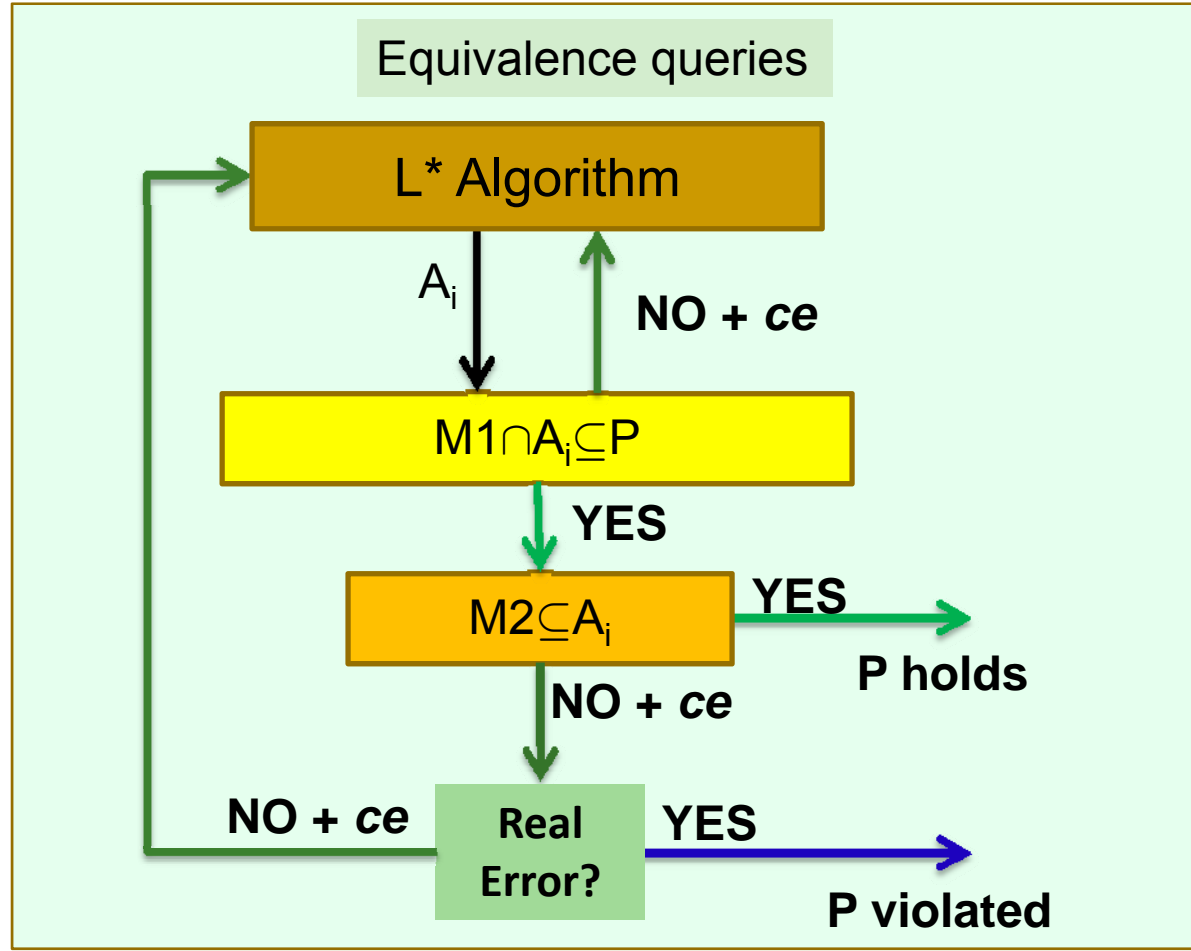 Equivalence queries
L* Algorithm
Aᵢ
NO + ce
M1∩Aᵢ⊆P
YES
M2⊆Aᵢ
YES
P holds
NO + ce
NO + ce
Real
Error?
YES
P violated